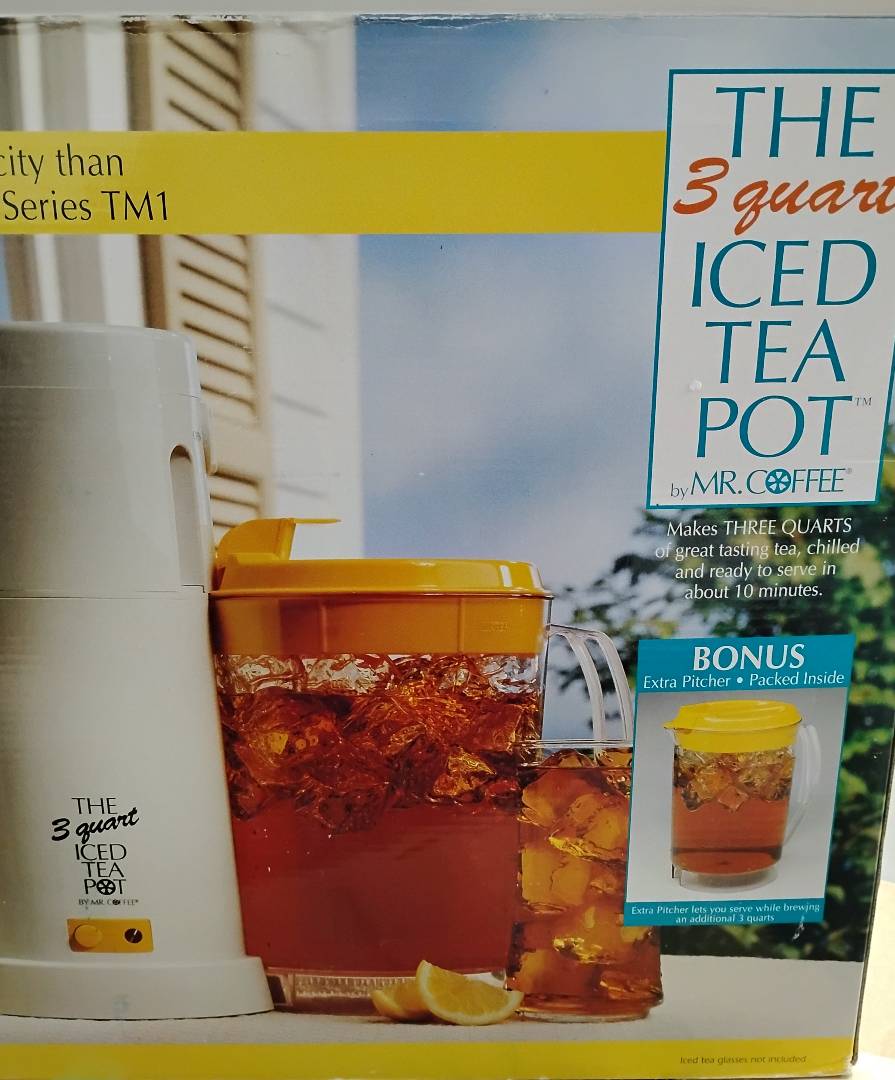 city than
Series TM1
THE
3 quart
ICED
TEA
POT™
by MR. COFFEE®
Makes THREE QUARTS
of great tasting tea, chilled
and ready to serve in
about 10 minutes.
BONUS
Extra Pitcher • Packed Inside
Extra Pitcher lets you serve while brewing
an additional 3 quarts
THE
3 quart
ICED
TEA
POT
BY MR. COFFEE®
Iced tea glasses not included